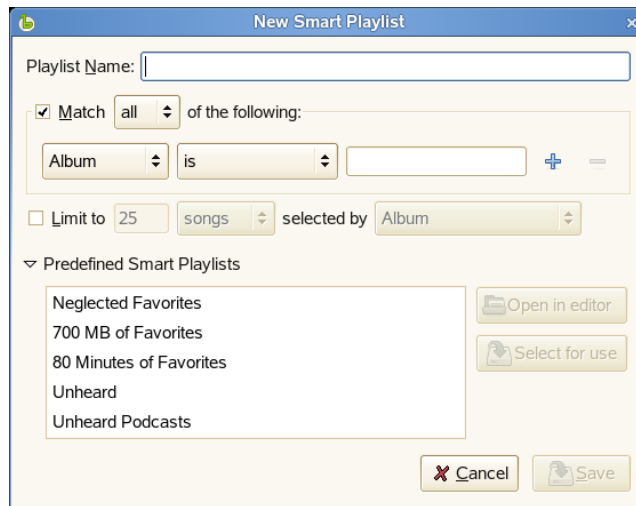 New Smart Playlist
Playlist Name:
Match all of the following:
Album is
Limit to 25 songs selected by Album
Predefined Smart Playlists
Neglected Favorites
Open in editor
700 MB of Favorites
80 Minutes of Favorites
Select for use
Unheard
Unheard Podcasts
Cancel Save